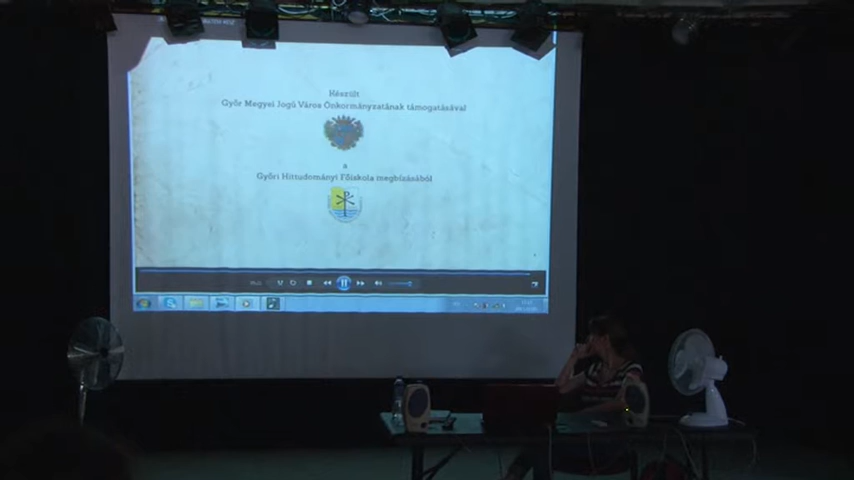 Készült
Győr Megyei Jogú Város Önkormányzatának támogatásával
a
Győri Hittudományi Főiskola megbízásából